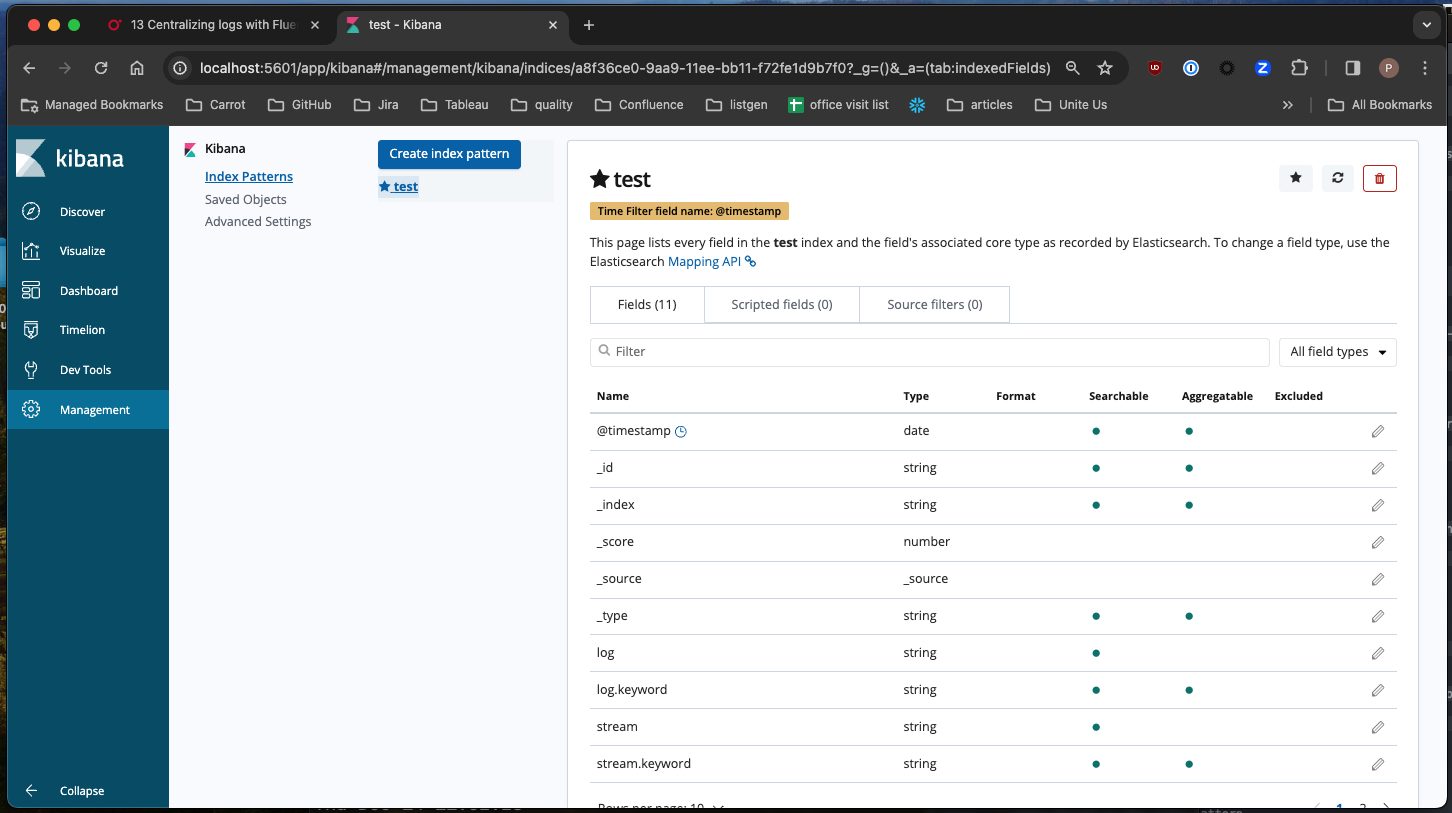 13 Centralizing logs with Flue
test - Kibana
localhost:5601/app/kibana#/management/kibana/indices/a8f36ce0-9aa9-11ee-bb11-f72fe1d9b7f0?_g=()&_a=(tab:indexedFields)
P
Managed Bookmarks Carrot GitHub Jira Tableau quality Confluence listgen office visit list articles Unite Us » All Bookmarks
kibana
Discover
Visualize
Dashboard
Timelion
Dev Tools
Management
Collapse
Kibana
Index Patterns
Saved Objects
Advanced Settings
Create index pattern
★ test
★ test
Time Filter field name: @timestamp
This page lists every field in the test index and the field's associated core type as recorded by Elasticsearch. To change a field type, use the
Elasticsearch Mapping API
Fields (11) Scripted fields (0) Source filters (0)
Filter All field types
Name Type Format Searchable Aggregatable Excluded
@timestamp date
_id string
_index string
_score number
_source _source
_type string
log string
log.keyword string
stream string
stream.keyword string
Rows per page: 10 1 2